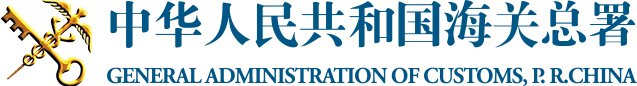 中华人民共和国海关总署
GENERAL ADMINISTRATION OF CUSTOMS, P. R.CHINA